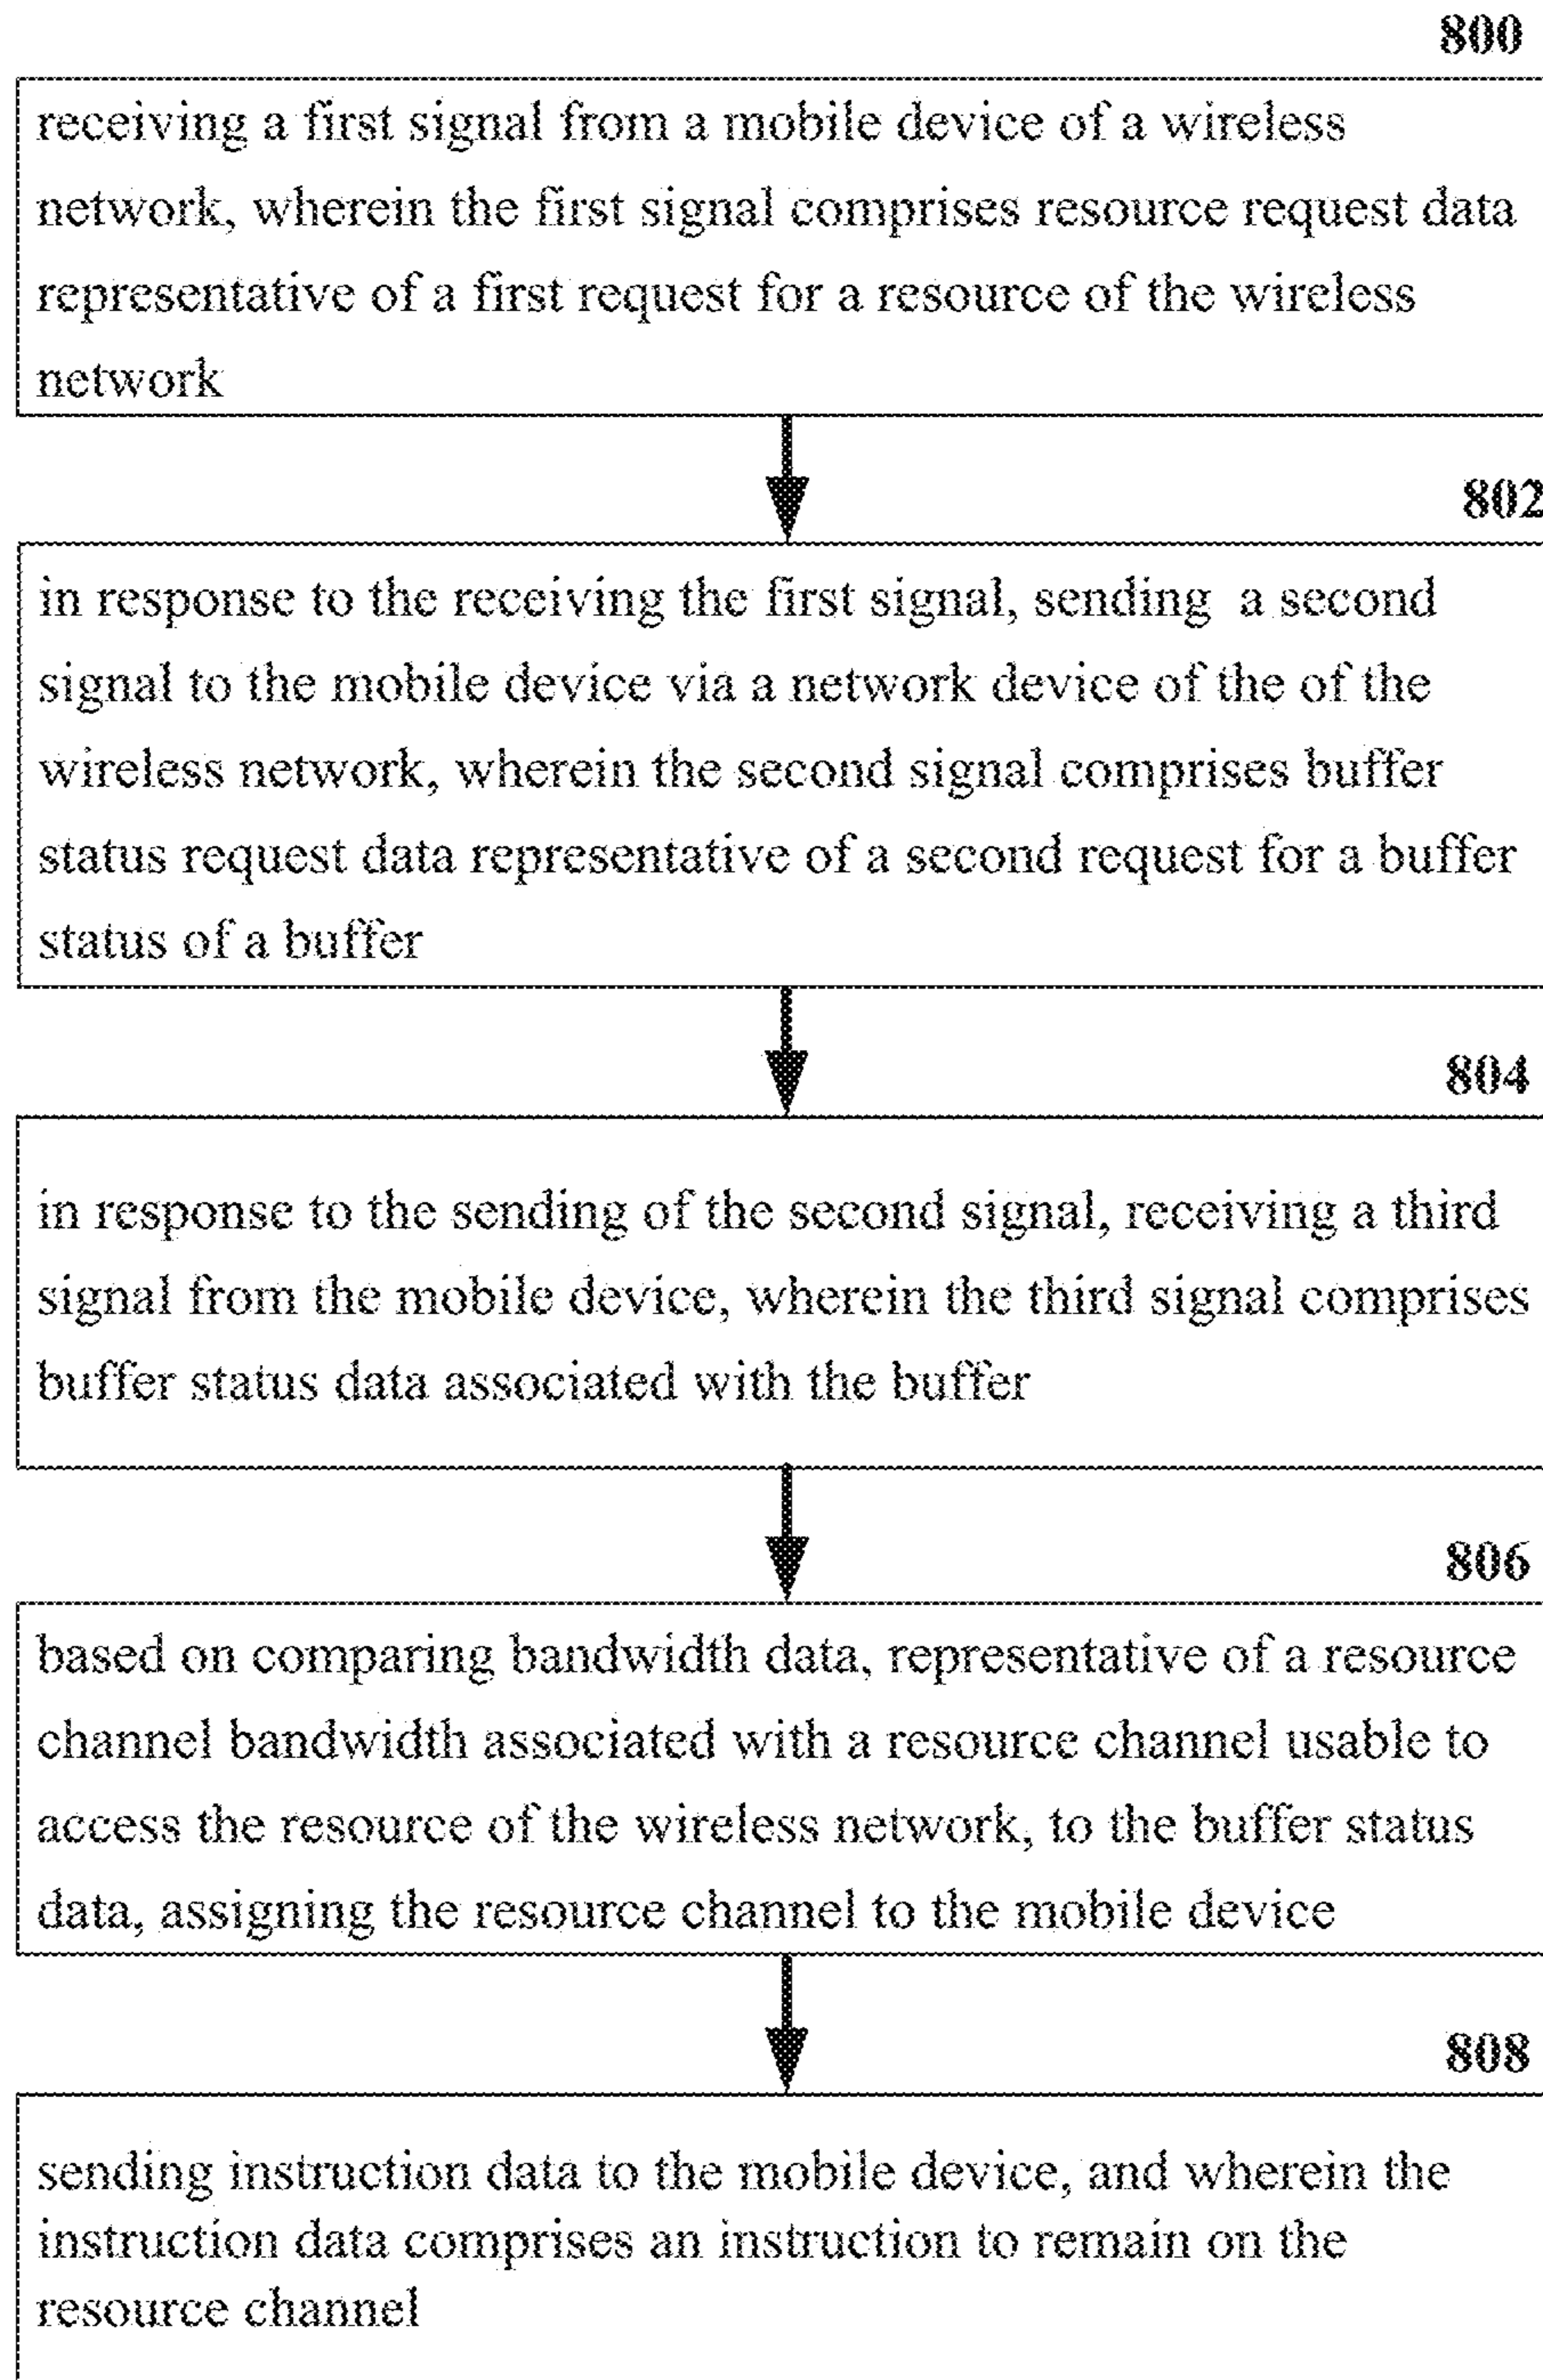 800
receiving a first signal from a mobile device of a wireless
network, wherein the first signal comprises resource request data
representative of a first request for a resource of the wireless
network
802
in response to the receiving the first signal, sending a second
signal to the mobile device via a network device of the of the
wireless network, wherein the second signal comprises buffer
status request data representative of a second request for a buffer
status of a buffer
804
in response to the sending of the second signal, receiving a third
signal from the mobile device, wherein the third signal comprises
buffer status data associated with the buffer
806
based on comparing bandwidth data, representative of a resource
channel bandwidth associated with a resource channel usable to
access the resource of the wireless network, to the buffer status
data, assigning the resource channel to the mobile device
808
sending instruction data to the mobile device, and wherein the
instruction data comprises an instruction to remain on the
resource channel